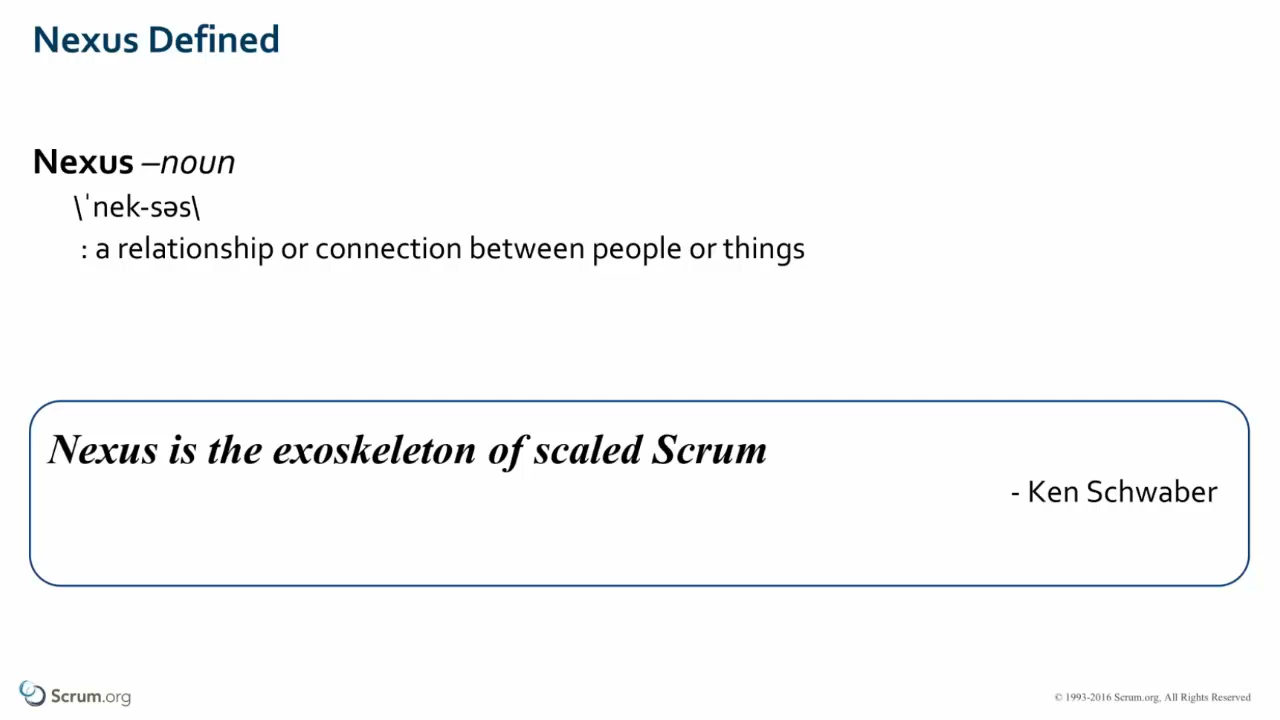 Nexus Defined
Nexus –noun
\ˈnek-səs\
: a relationship or connection between people or things
Nexus is the exoskeleton of scaled Scrum
- Ken Schwaber
Scrum.org
© 1993-2016 Scrum.org, All Rights Reserved